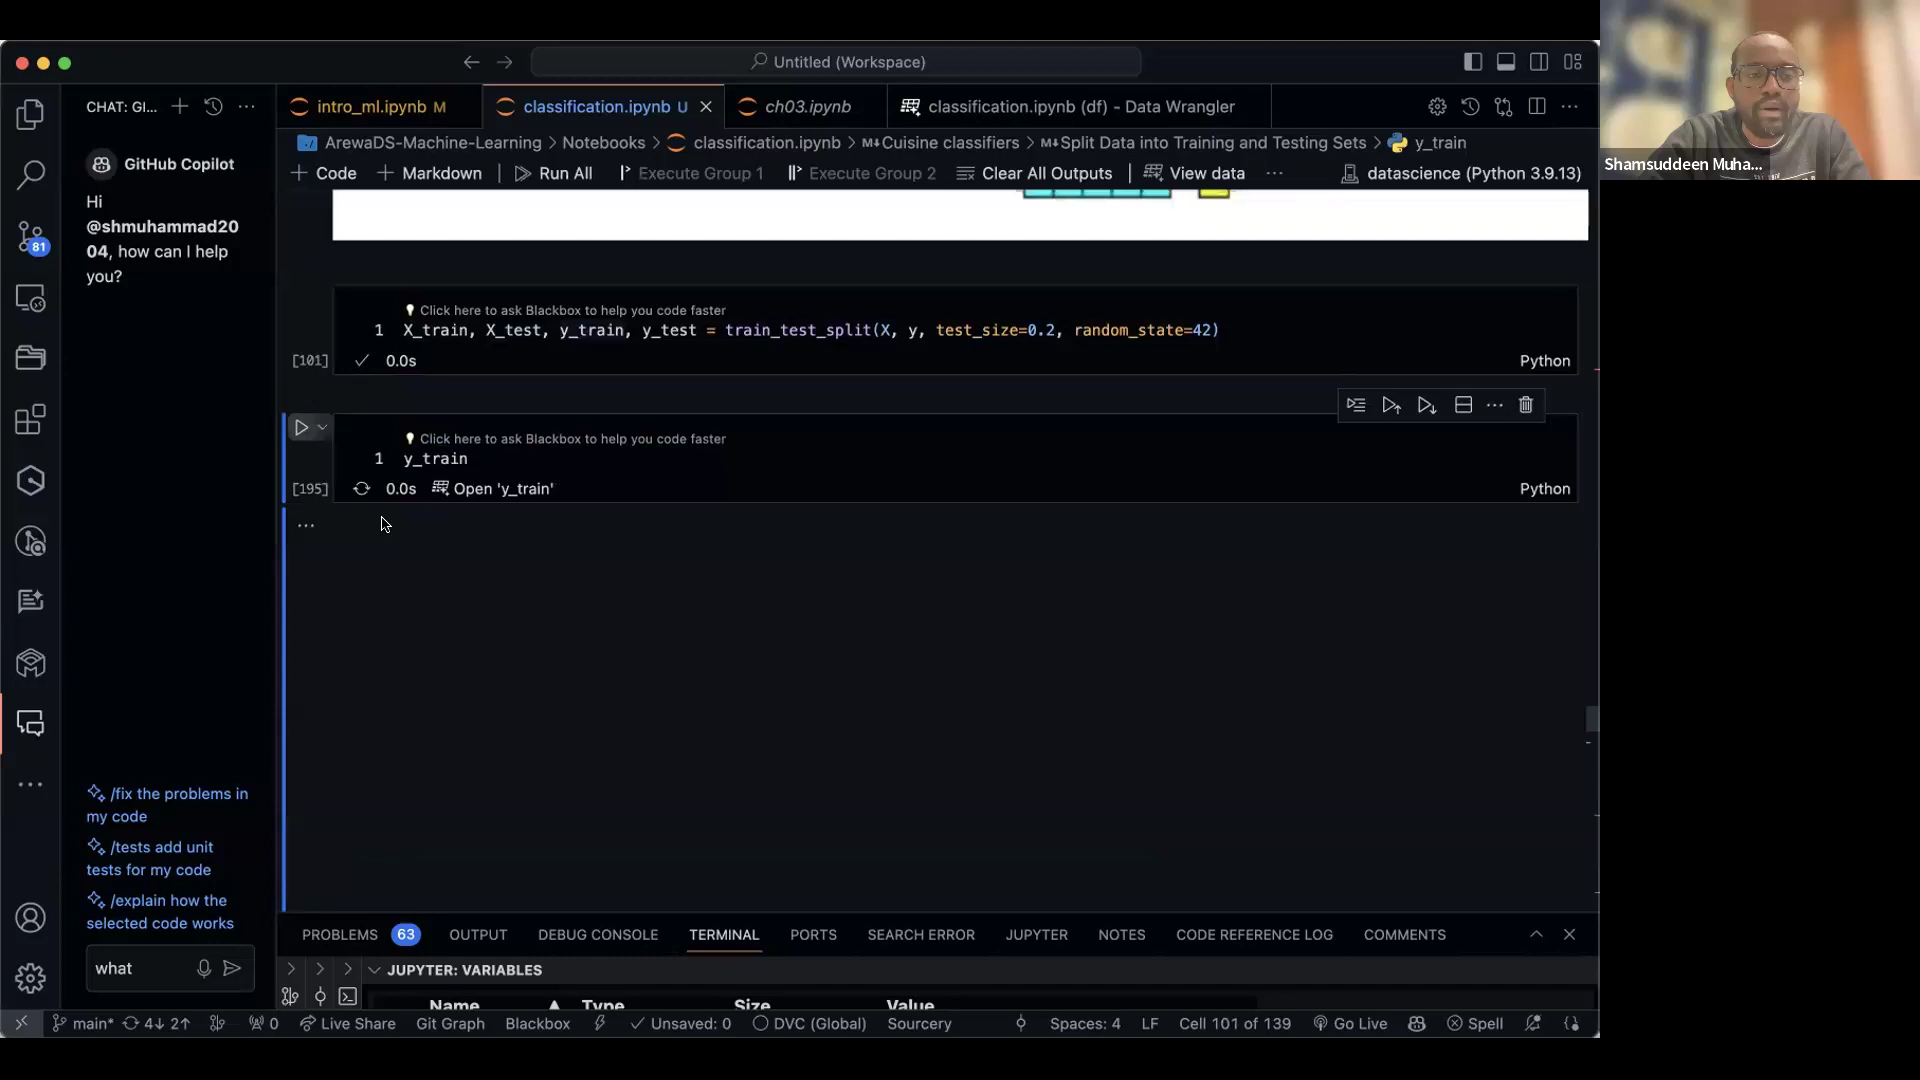 Untitled (Workspace)
CHAT: GI...
intro_ml.ipynb M
classification.ipynb U
ch03.ipynb
classification.ipynb (df) - Data Wrangler
ArewaDS-Machine-Learning > Notebooks > classification.ipynb > M↓Cuisine classifiers > M↓Split Data into Training and Testing Sets > y_train
+ Code + Markdown Run All Execute Group 1 Execute Group 2 Clear All Outputs View data ... datascience (Python 3.9.13)
GitHub Copilot
Hi
@shmuhammad20
04, how can I help
you?
81
Click here to ask Blackbox to help you code faster
1 X_train, X_test, y_train, y_test = train_test_split(X, y, test_size=0.2, random_state=42)
[101] 0.0s Python
Click here to ask Blackbox to help you code faster
1 y_train
[195] 0.0s Open 'y_train' Python
...
/fix the problems in
my code
/tests add unit
tests for my code
/explain how the
selected code works
what
PROBLEMS 63 OUTPUT DEBUG CONSOLE TERMINAL PORTS SEARCH ERROR JUPYTER NOTES CODE REFERENCE LOG COMMENTS
JUPYTER: VARIABLES
Name Type Size Value
main* 4↓ 2↑ 0 Live Share Git Graph Blackbox Unsaved: 0 DVC (Global) Sourcery Spaces: 4 LF Cell 101 of 139 Go Live Spell
Shamsuddeen Muha...